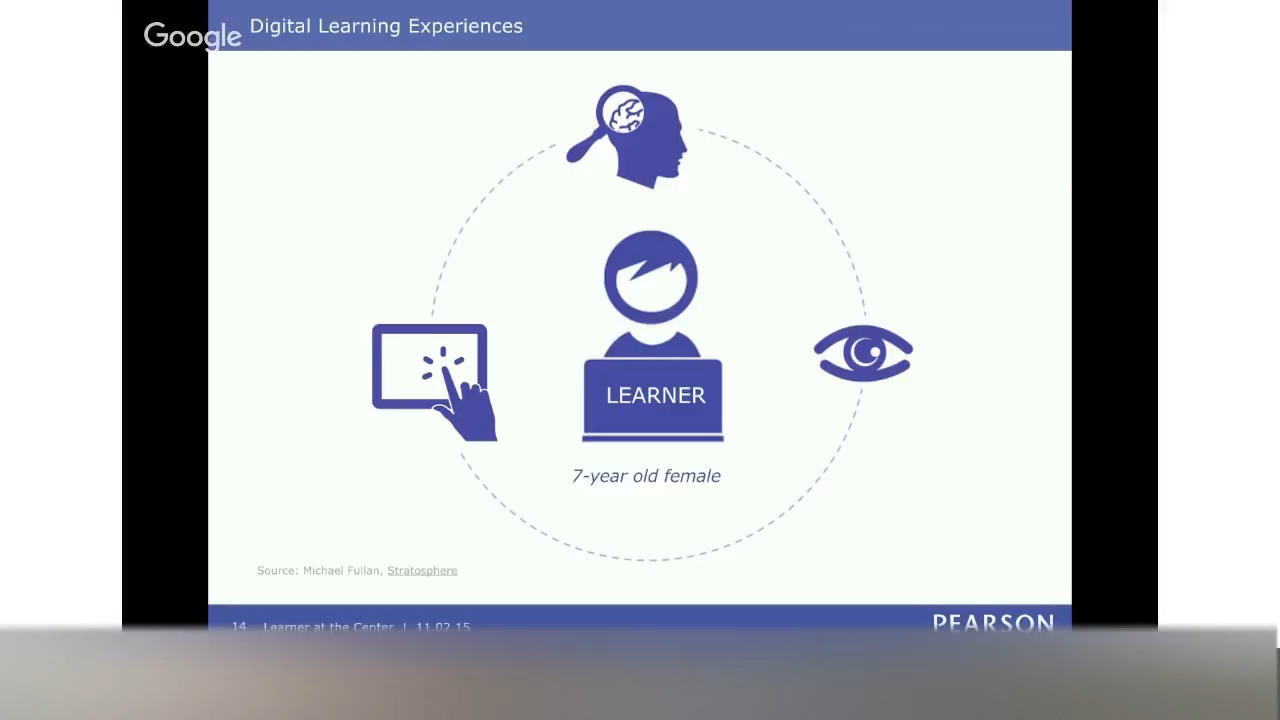 Google
Digital Learning Experiences
LEARNER
7-year old female
Source: Michael Fullan, Stratosphere
14 Learner at the Center | 11.02.15
PEARSON